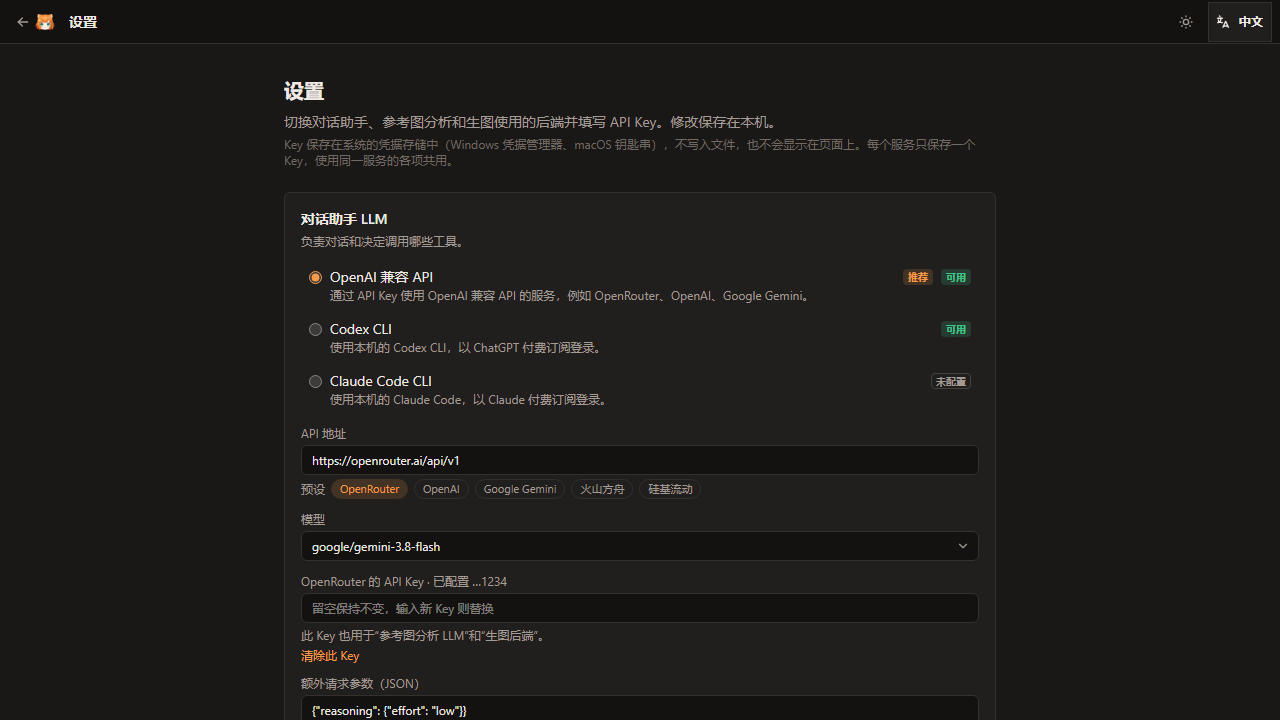 设置
中文
设置
切换对话助手、参考图分析和生图使用的后端并填写 API Key。修改保存在本机。
Key 保存在系统的凭据存储中（Windows 凭据管理器、macOS 钥匙串），不写入文件，也不会显示在页面上。每个服务只保存一个
Key，使用同一服务的各项共用。
对话助手 LLM
负责对话和决定调用哪些工具。
OpenAI 兼容 API 推荐 可用
通过 API Key 使用 OpenAI 兼容 API 的服务，例如 OpenRouter、OpenAI、Google Gemini。
Codex CLI 可用
使用本机的 Codex CLI，以 ChatGPT 付费订阅登录。
Claude Code CLI 未配置
使用本机的 Claude Code，以 Claude 付费订阅登录。
API 地址
https://openrouter.ai/api/v1
预设 OpenRouter OpenAI Google Gemini 火山方舟 硅基流动
模型
google/gemini-3.8-flash
OpenRouter 的 API Key · 已配置 ...1234
留空保持不变，输入新 Key 则替换
此 Key 也用于“参考图分析 LLM”和“生图后端”。
清除此 Key
额外请求参数（JSON）
{"reasoning": {"effort": "low"}}